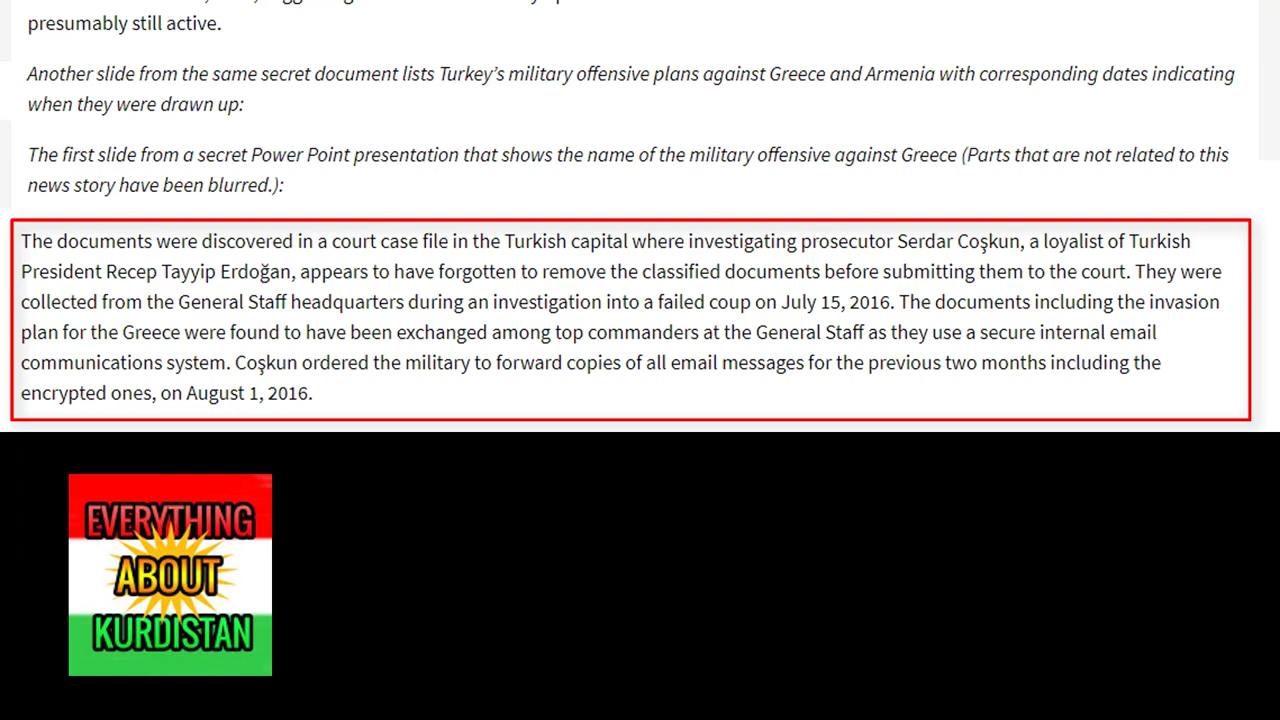 presumably still active.
Another slide from the same secret document lists Turkey’s military offensive plans against Greece and Armenia with corresponding dates indicating
when they were drawn up:
The first slide from a secret Power Point presentation that shows the name of the military offensive against Greece (Parts that are not related to this
news story have been blurred.):
The documents were discovered in a court case file in the Turkish capital where investigating prosecutor Serdar Coşkun, a loyalist of Turkish
President Recep Tayyip Erdoğan, appears to have forgotten to remove the classified documents before submitting them to the court. They were
collected from the General Staff headquarters during an investigation into a failed coup on July 15, 2016. The documents including the invasion
plan for the Greece were found to have been exchanged among top commanders at the General Staff as they use a secure internal email
communications system. Coşkun ordered the military to forward copies of all email messages for the previous two months including the
encrypted ones, on August 1, 2016.
EVERYTHING
ABOUT
KURDISTAN